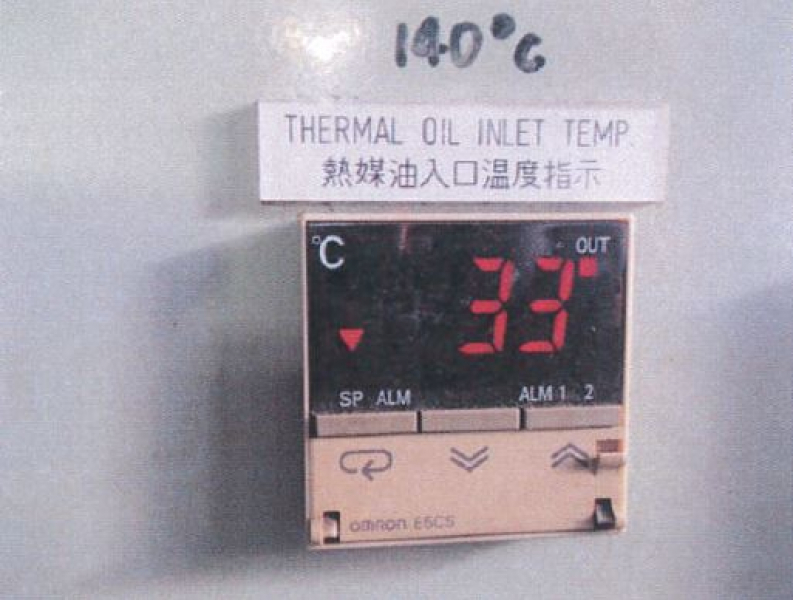 140°C
THERMAL OIL INLET TEMP.
熱媒油入口温度指示
°C
OUT
33
SP ALM
ALM 1 2
omron E5CS